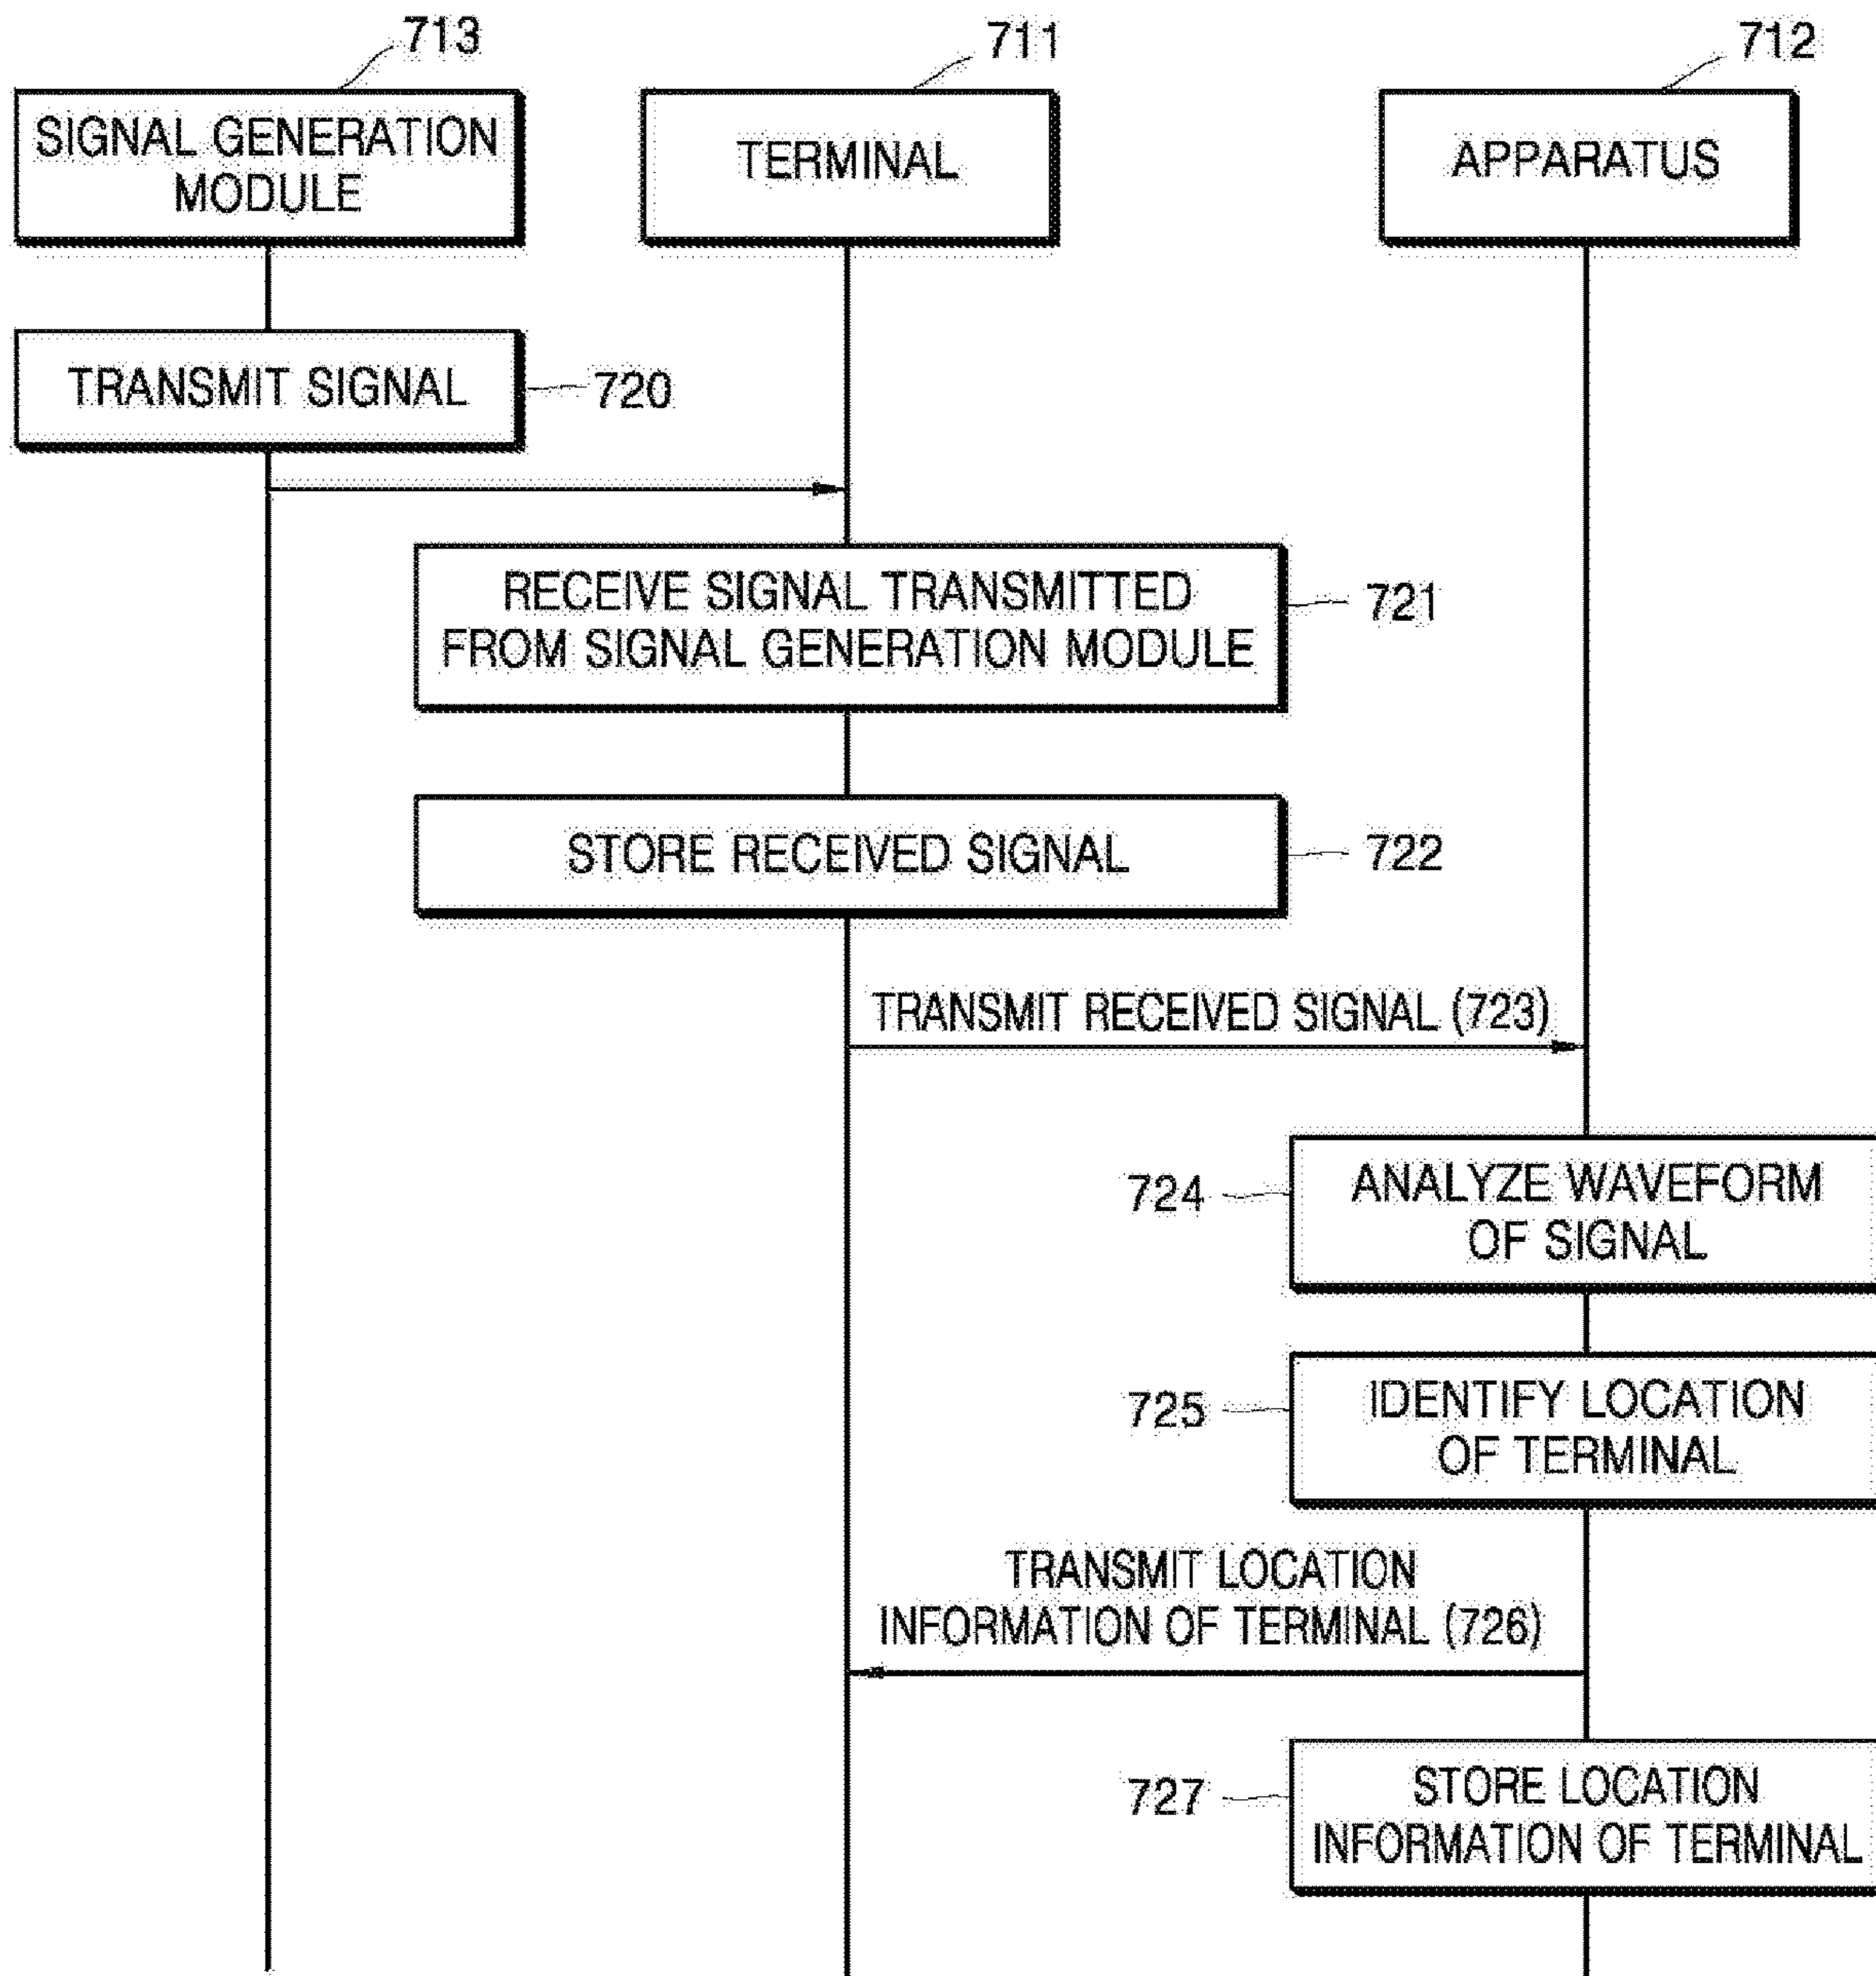 713
711
712
SIGNAL GENERATION
MODULE
TERMINAL
APPARATUS
TRANSMIT SIGNAL
720
RECEIVE SIGNAL TRANSMITTED
FROM SIGNAL GENERATION MODULE
721
STORE RECEIVED SIGNAL
722
TRANSMIT RECEIVED SIGNAL (723)
724
ANALYZE WAVEFORM
OF SIGNAL
725
IDENTIFY LOCATION
OF TERMINAL
TRANSMIT LOCATION
INFORMATION OF TERMINAL (726)
727
STORE LOCATION
INFORMATION OF TERMINAL